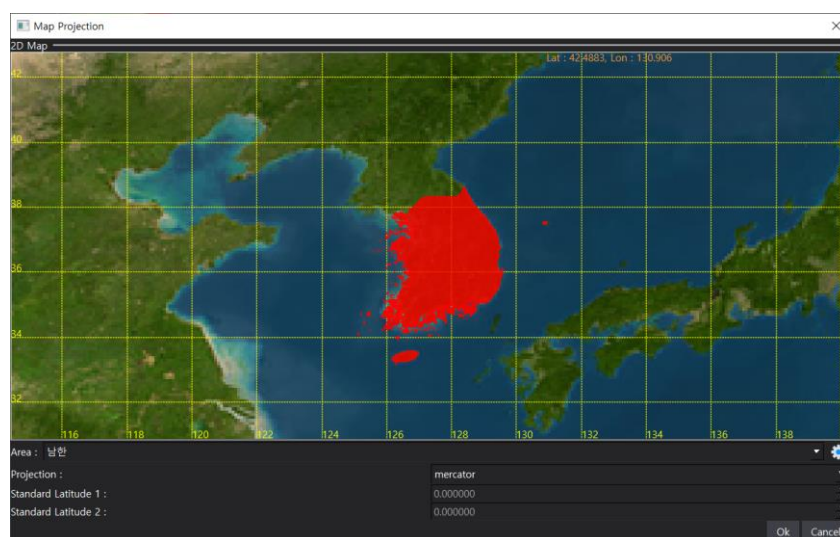 Map Projection
2D Map
Lat : 42.4883, Lon : 130.906
42
40
38
36
34
32
116 118 120 122 124 126 128 130 132 134 136 138
Area : 남한
Projection : mercator
Standard Latitude 1 : 0.000000
Standard Latitude 2 : 0.000000
Ok Cancel